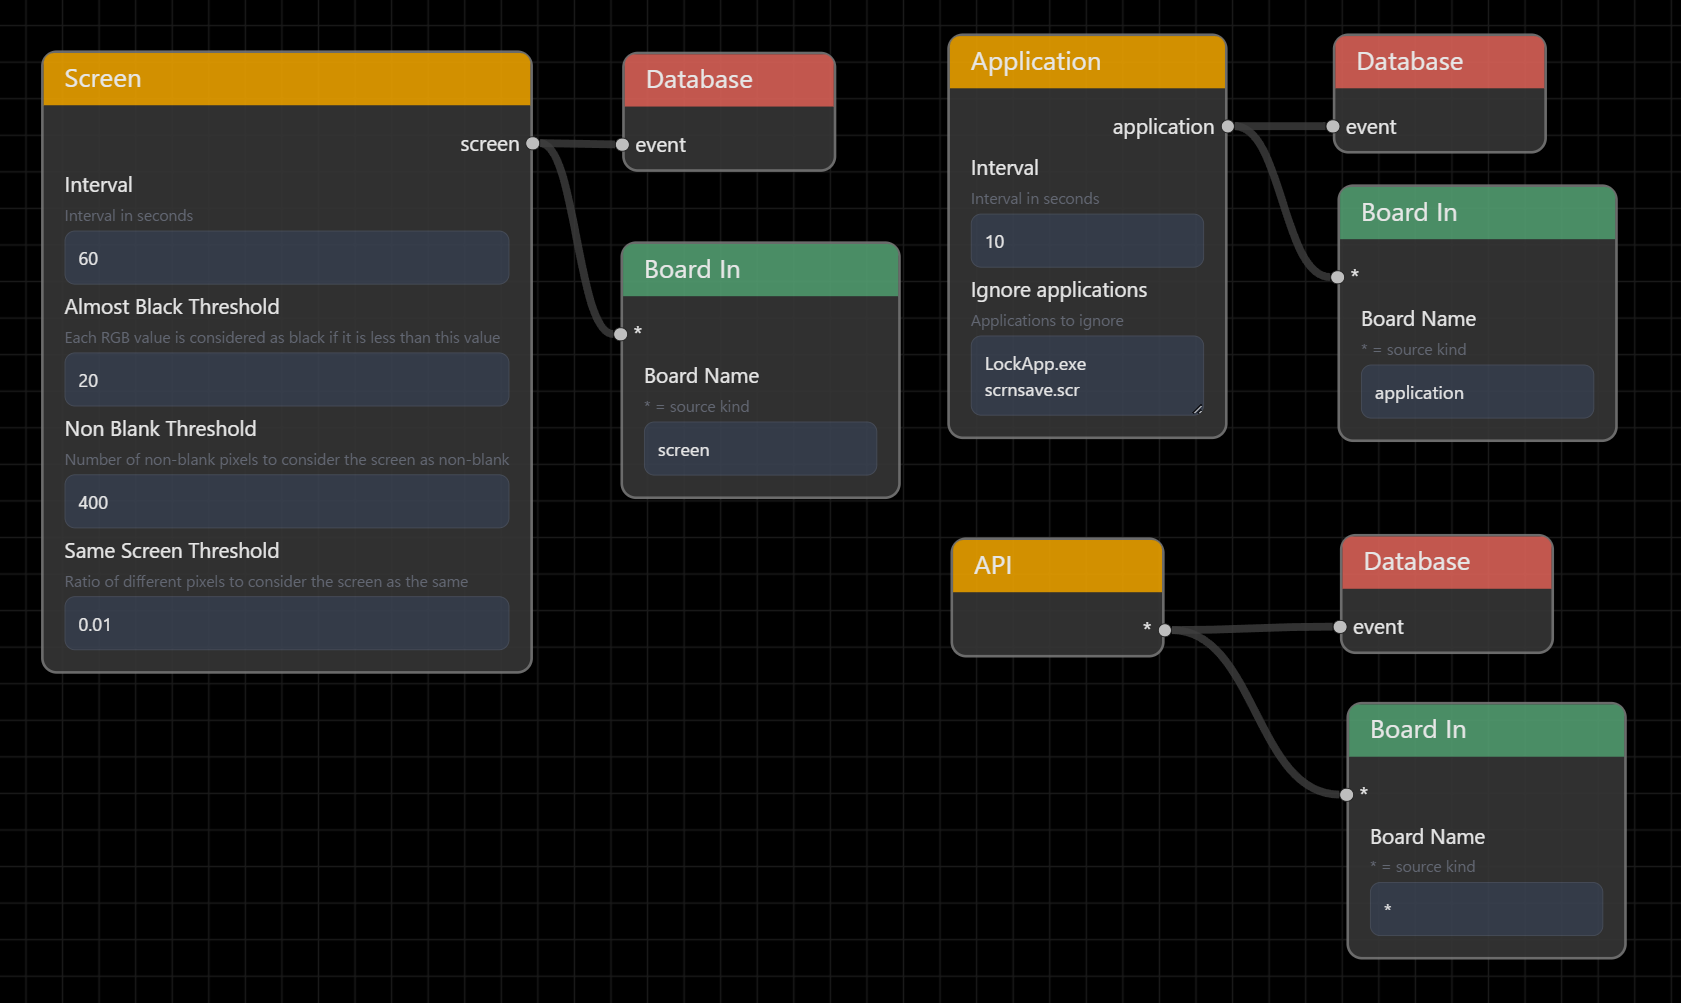 Screen
screen
Interval
Interval in seconds
60
Almost Black Threshold
Each RGB value is considered as black if it is less than this value
20
Non Blank Threshold
Number of non-blank pixels to consider the screen as non-blank
400
Same Screen Threshold
Ratio of different pixels to consider the screen as the same
0.01
Database
event
Board In
*
Board Name
* = source kind
screen
Application
application
Interval
Interval in seconds
10
Ignore applications
Applications to ignore
LockApp.exe
scrnsave.scr
Database
event
Board In
*
Board Name
* = source kind
application
API
*
Database
event
Board In
*
Board Name
* = source kind
*